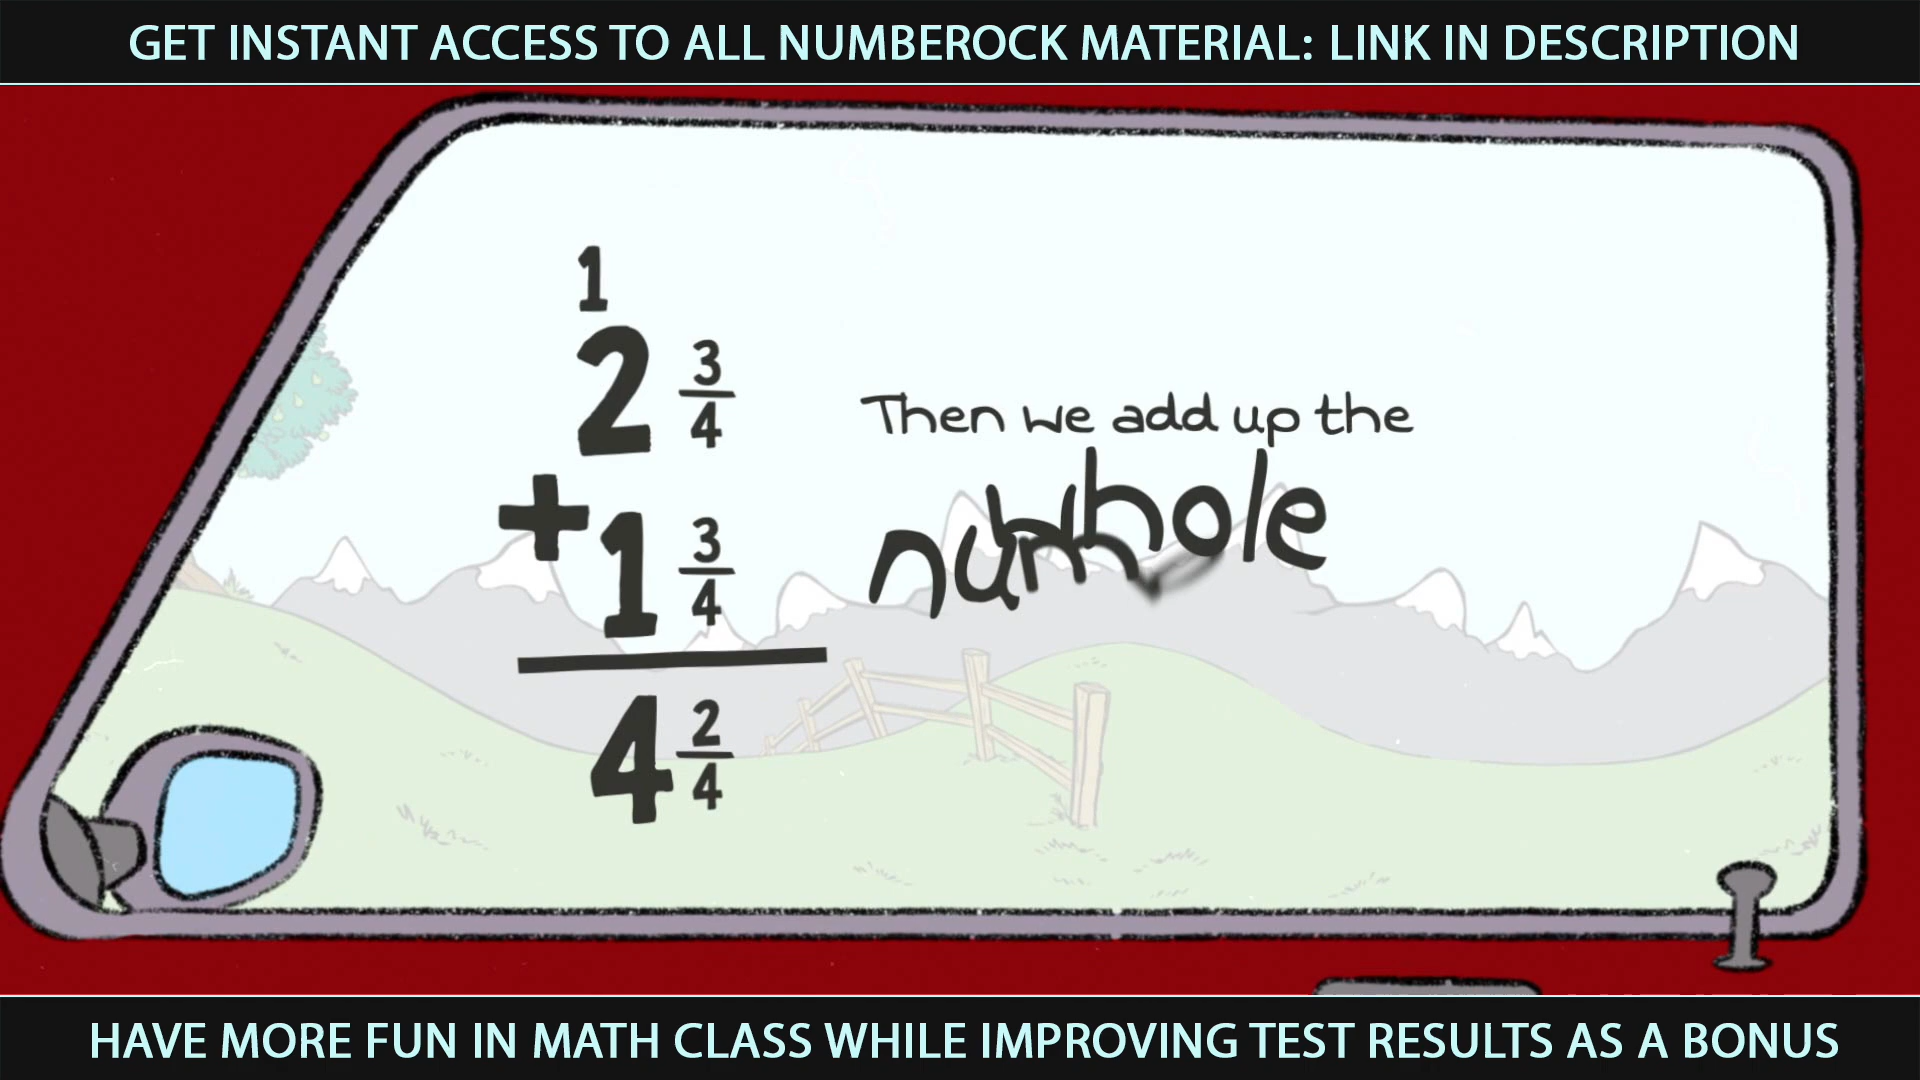 GET INSTANT ACCESS TO ALL NUMBEROCK MATERIAL: LINK IN DESCRIPTION
1
2 3/4
+ 1 3/4
4 2/4
Then we add up the
whole
HAVE MORE FUN IN MATH CLASS WHILE IMPROVING TEST RESULTS AS A BONUS